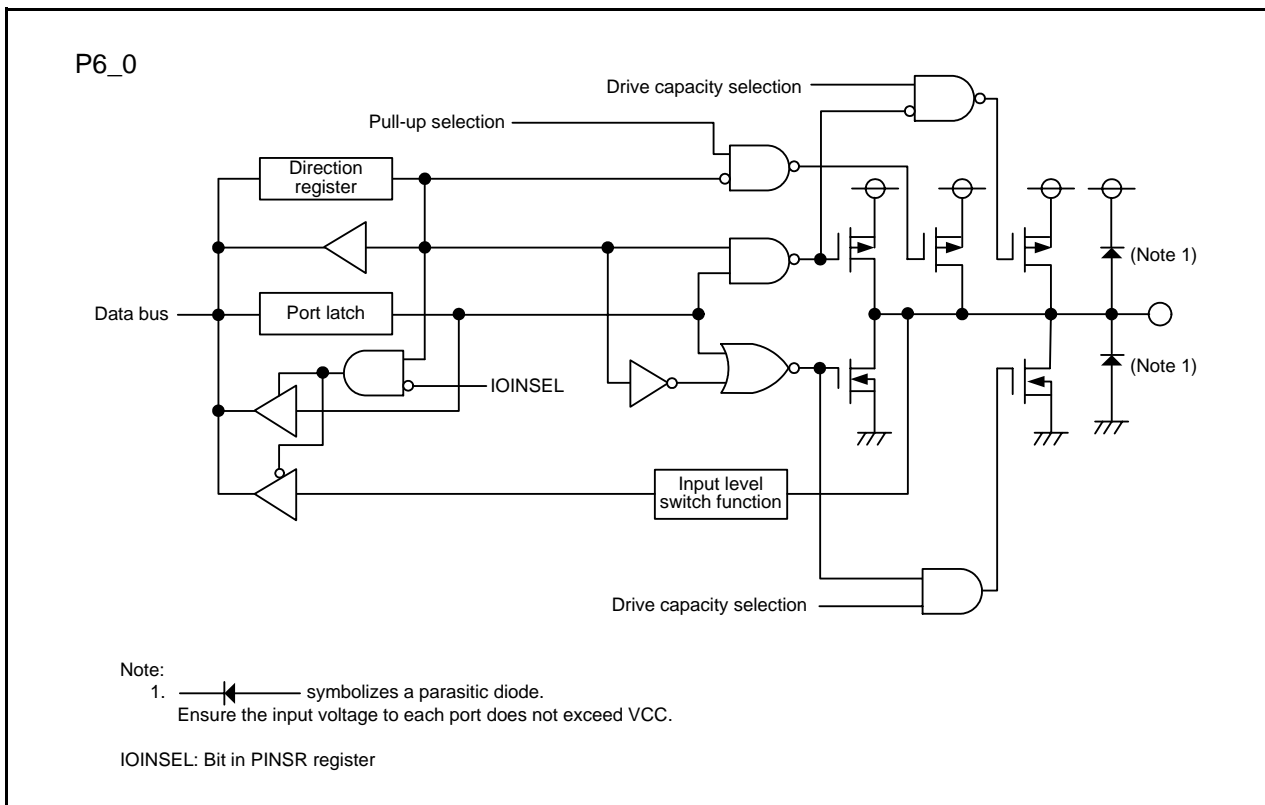 P6_0
Drive capacity selection
Pull-up selection
Direction
register
(Note 1)
Data bus
Port latch
(Note 1)
IOINSEL
Input level
switch function
Drive capacity selection
Note:
1. symbolizes a parasitic diode.
Ensure the input voltage to each port does not exceed VCC.
IOINSEL: Bit in PINSR register